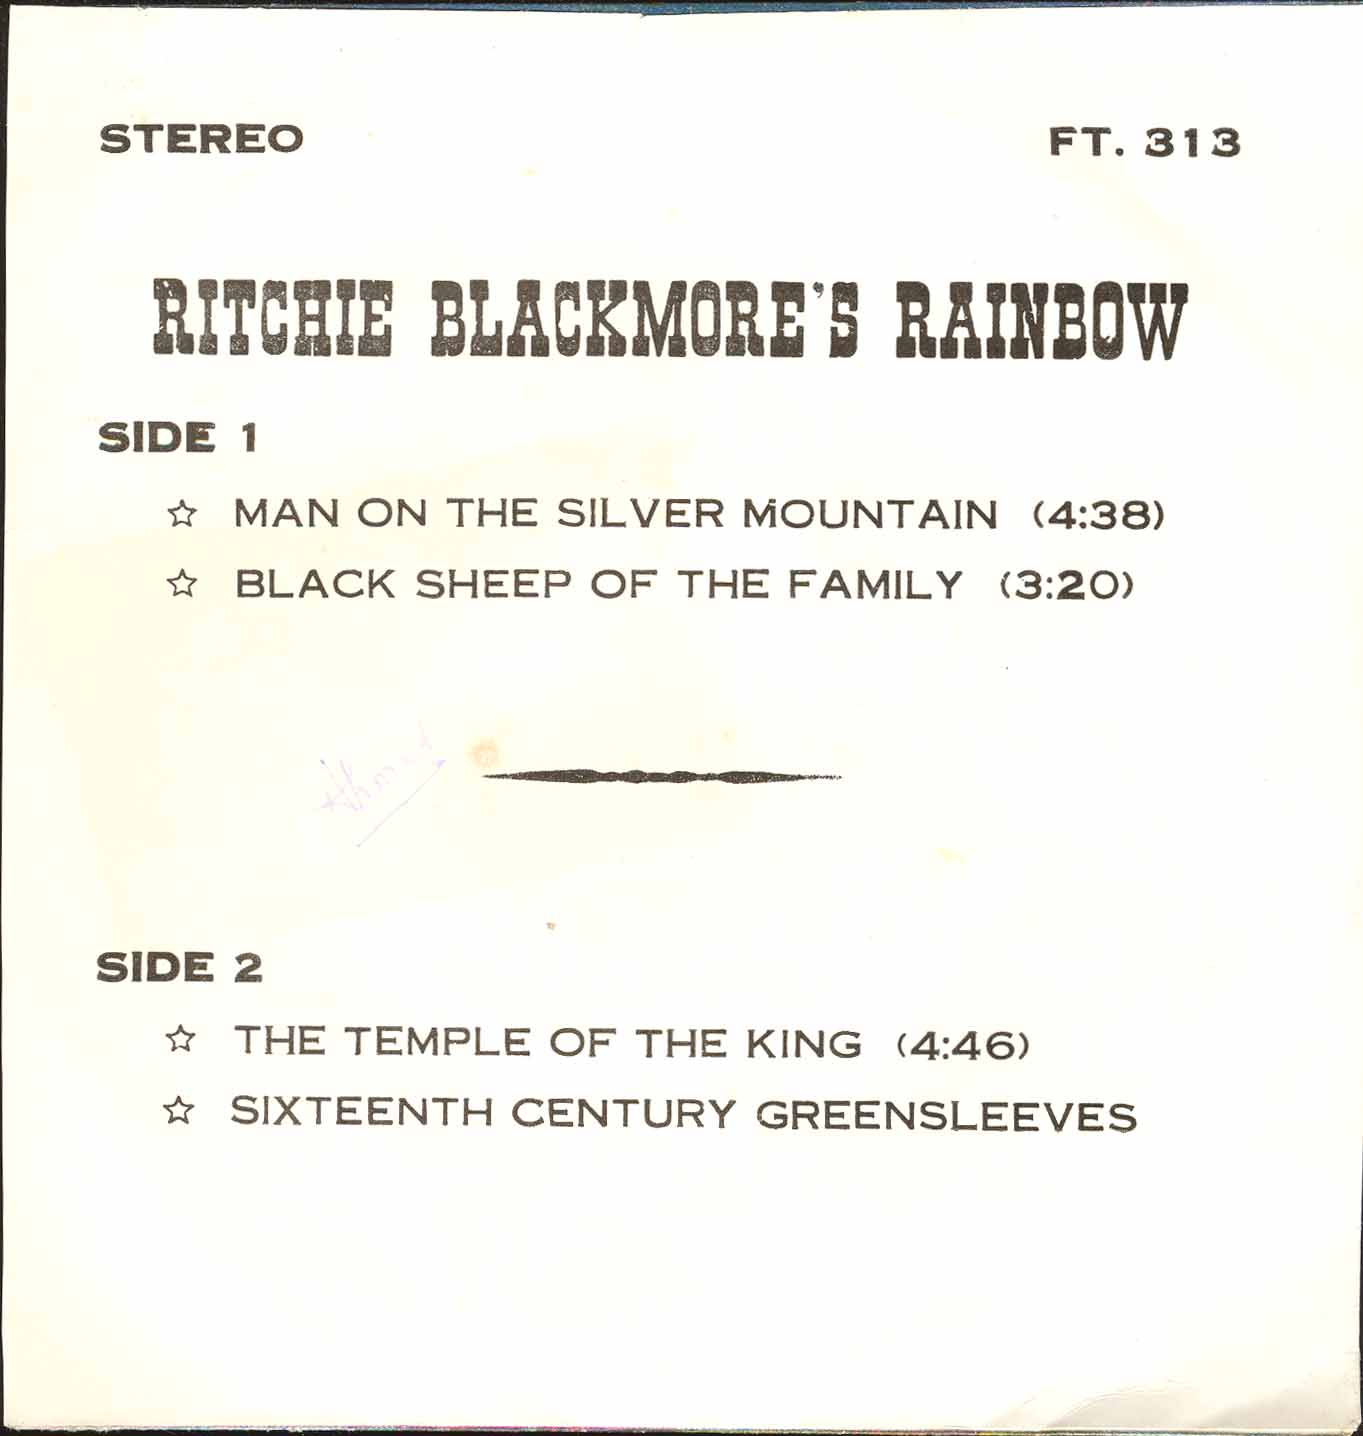 STEREO
FT. 313
RITCHIE BLACKMORE'S RAINBOW
SIDE 1
☆ MAN ON THE SILVER MOUNTAIN (4:38)
☆ BLACK SHEEP OF THE FAMILY (3:20)
SIDE 2
☆ THE TEMPLE OF THE KING (4:46)
☆ SIXTEENTH CENTURY GREENSLEEVES